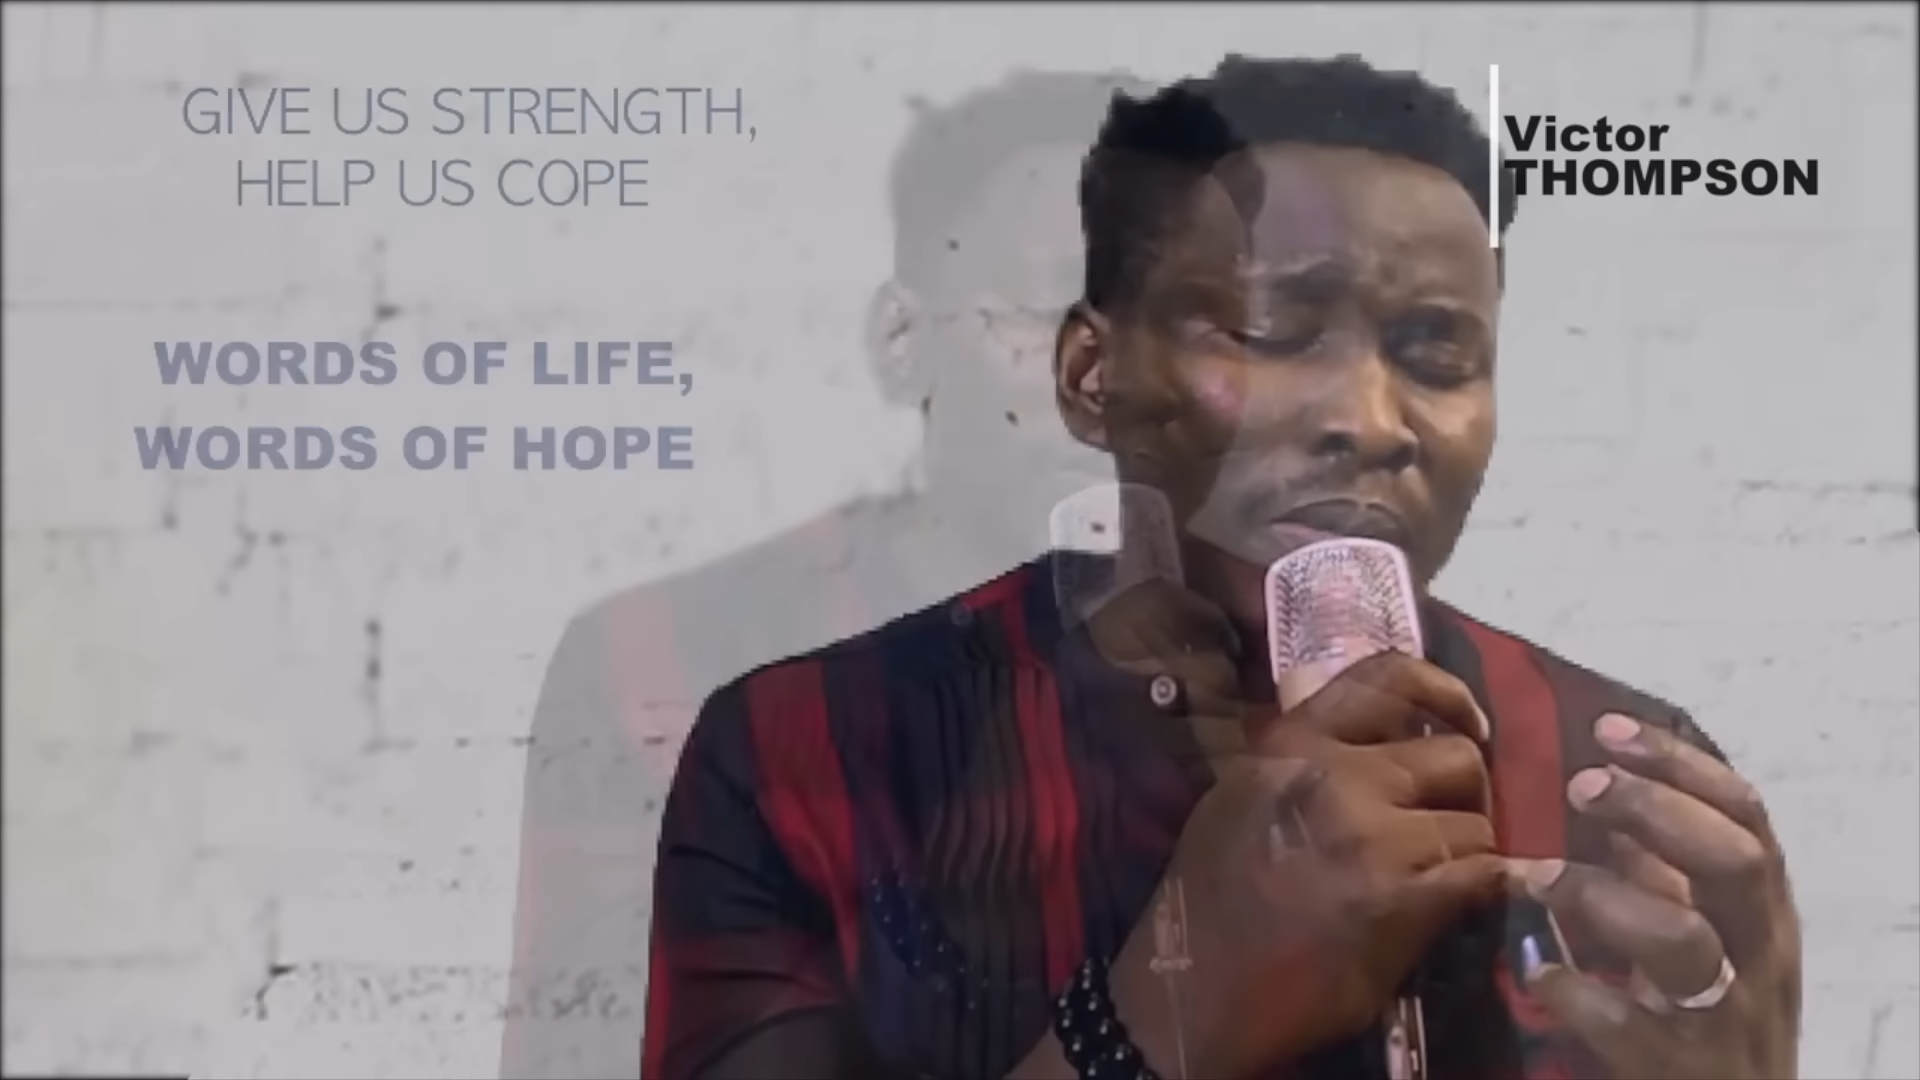 GIVE US STRENGTH,
HELP US COPE
WORDS OF LIFE,
WORDS OF HOPE
Victor
THOMPSON